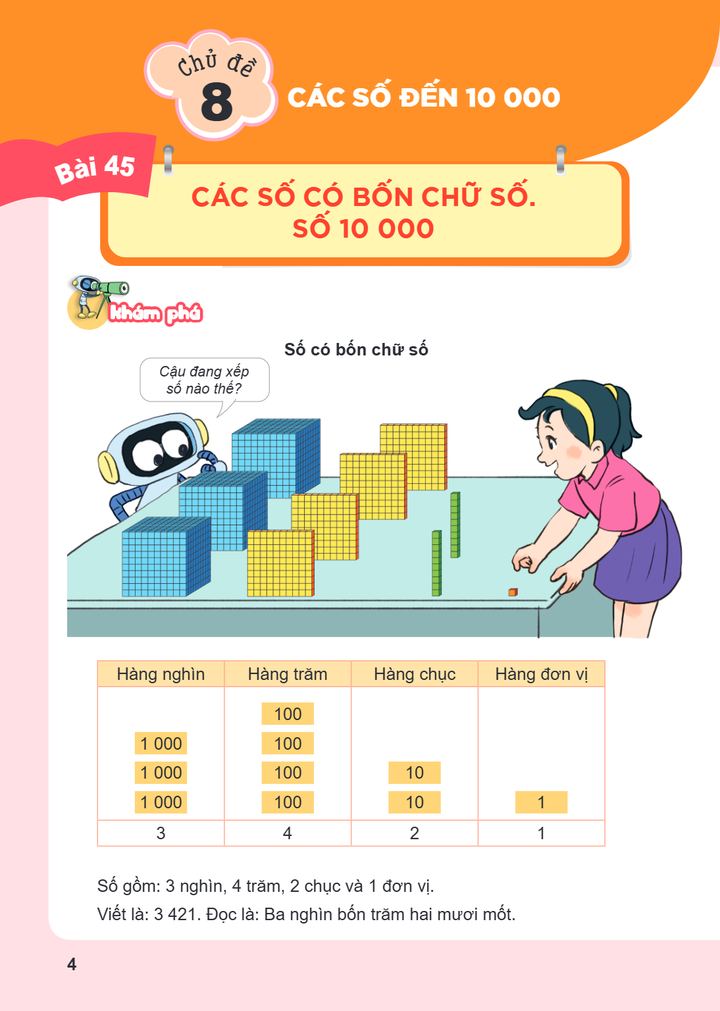 Chủ đề
8
CÁC SỐ ĐẾN 10 000
Bài 45
CÁC SỐ CÓ BỐN CHỮ SỐ.
SỐ 10 000
khám phá
Số có bốn chữ số
Cậu đang xếp
số nào thế?
Hàng nghìn Hàng trăm Hàng chục Hàng đơn vị
100
1 000 100
1 000 100 10
1 000 100 10 1
3 4 2 1
Số gồm: 3 nghìn, 4 trăm, 2 chục và 1 đơn vị.
Viết là: 3 421. Đọc là: Ba nghìn bốn trăm hai mươi mốt.
4